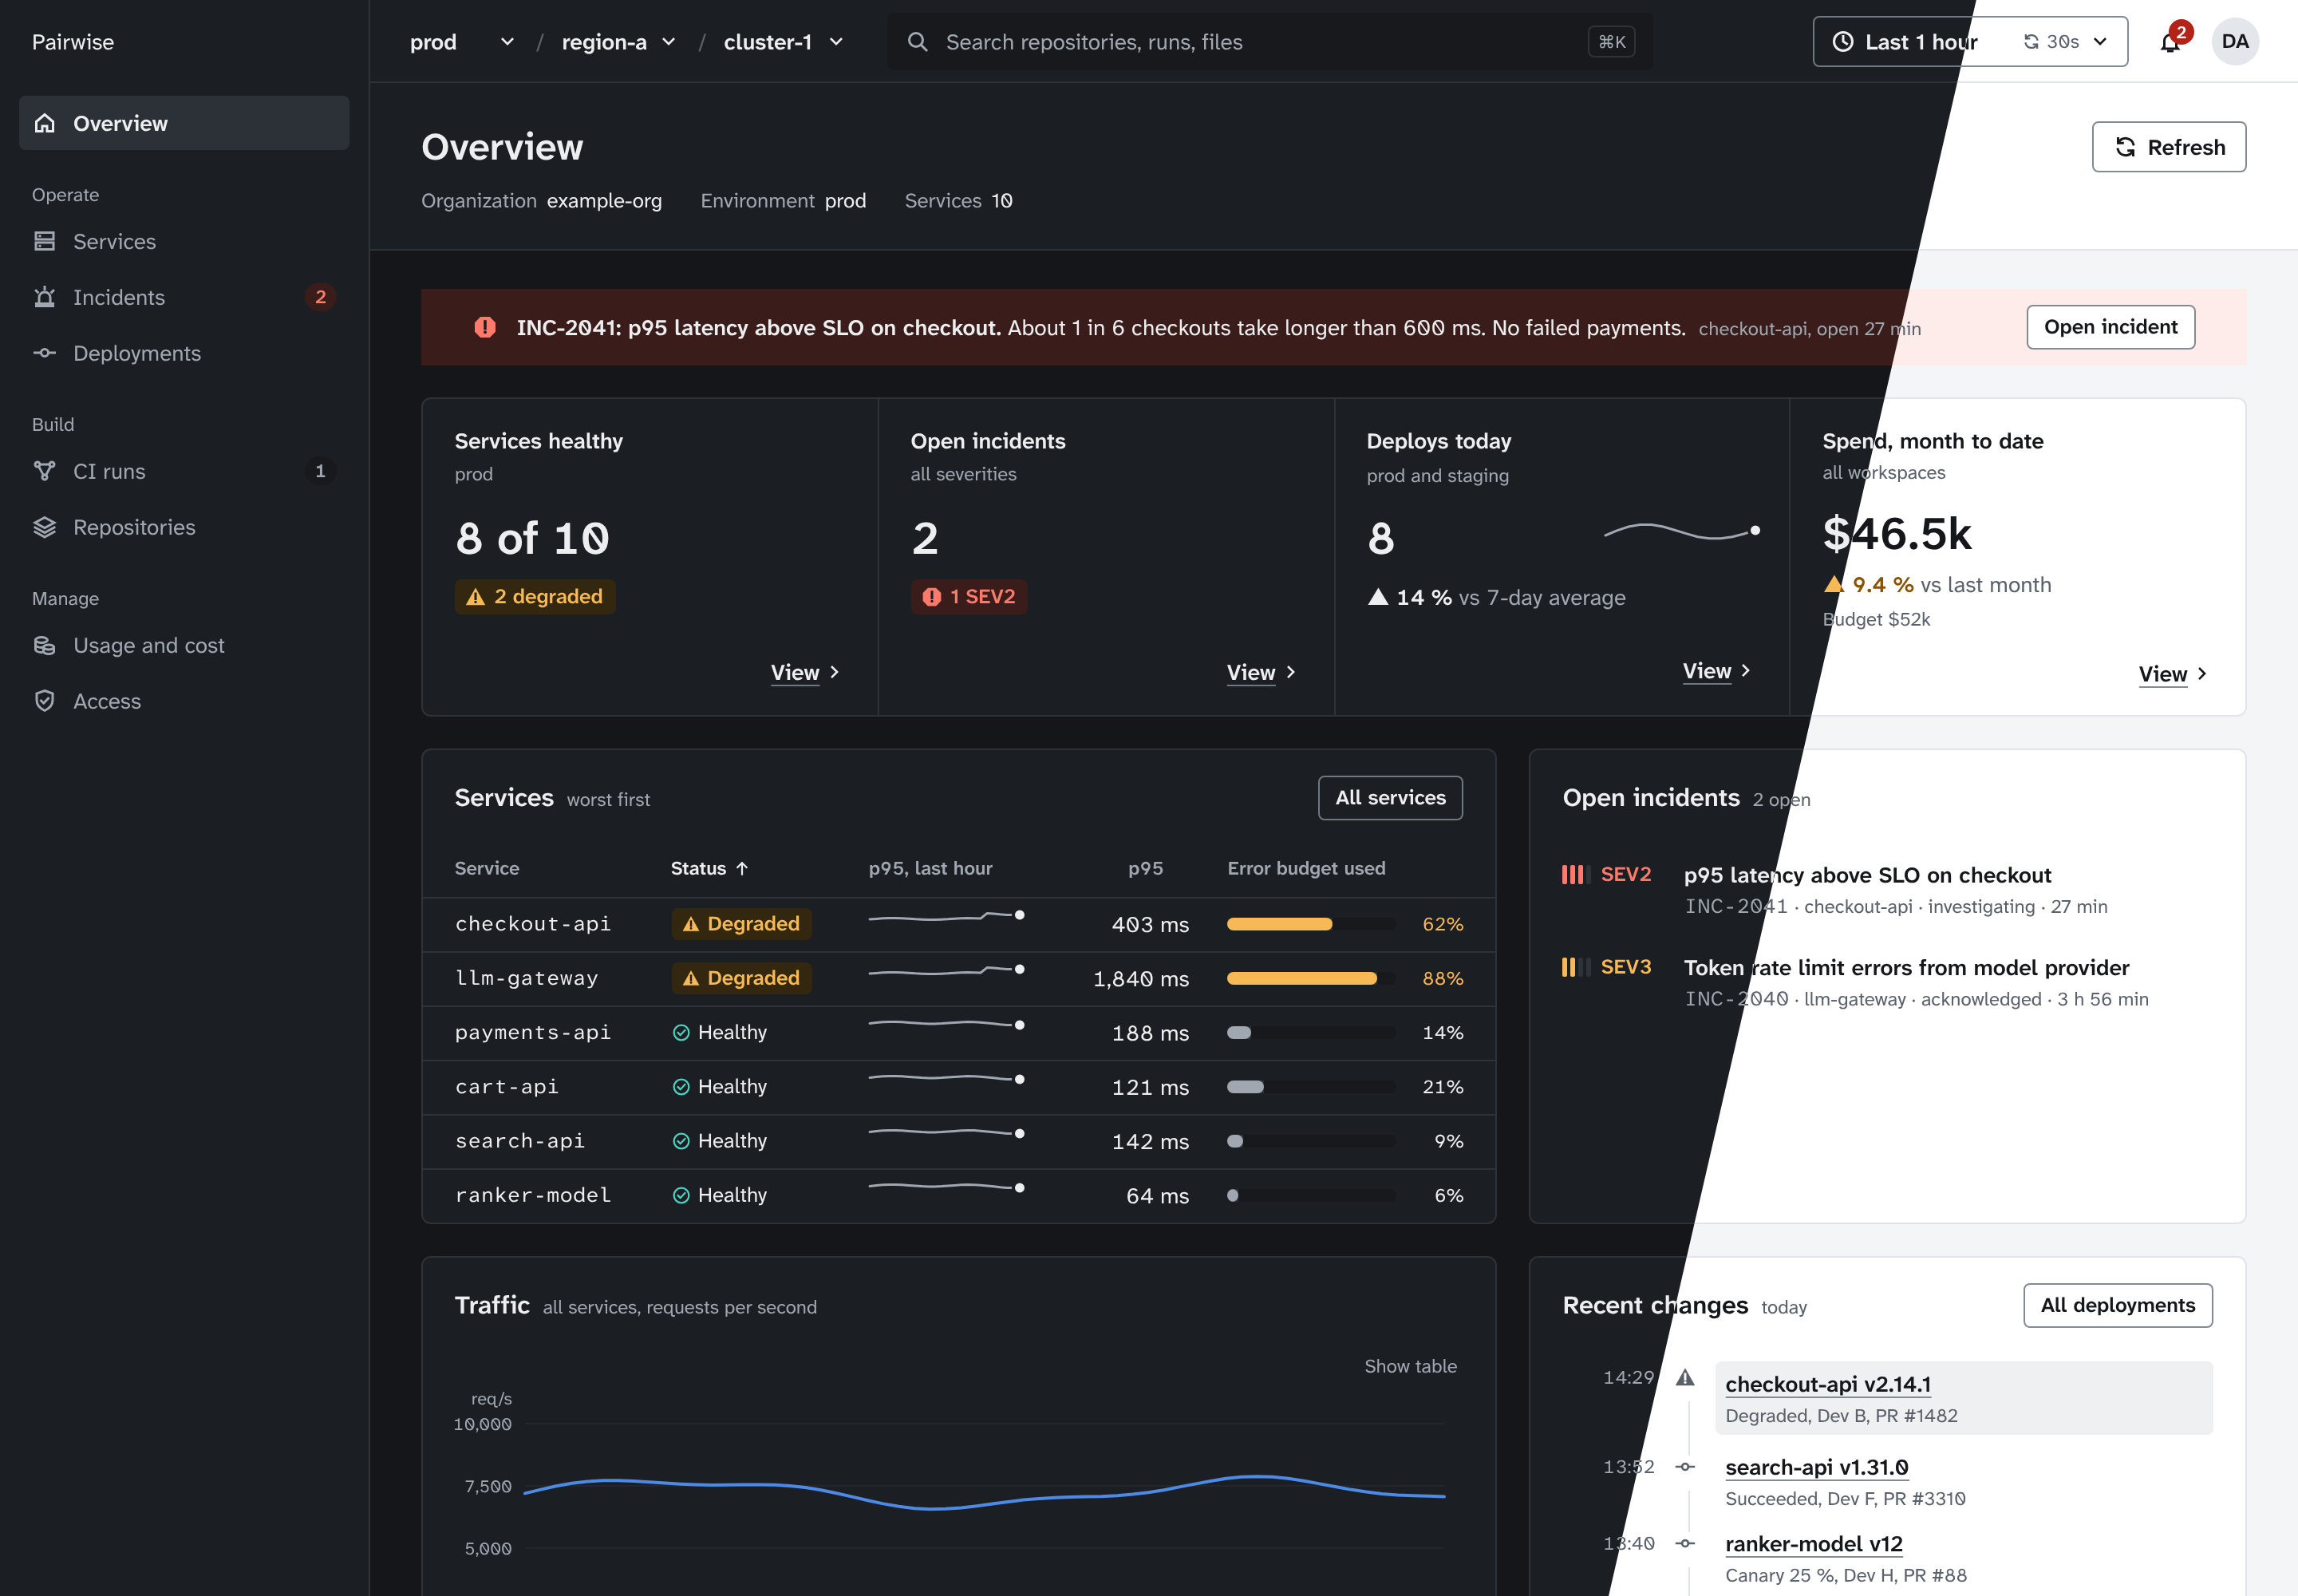 Pairwise
prod / region-a / cluster-1
Search repositories, runs, files ⌘K
Last 1 hour 30s
2
DA
Overview
Operate
Services
Incidents 2
Deployments
Build
CI runs 1
Repositories
Manage
Usage and cost
Access
Overview
Refresh
Organization example-org Environment prod Services 10
INC-2041: p95 latency above SLO on checkout. About 1 in 6 checkouts take longer than 600 ms. No failed payments. checkout-api, open 27 min
Open incident
Services healthy
prod
8 of 10
2 degraded
View
Open incidents
all severities
2
1 SEV2
View
Deploys today
prod and staging
8
14 % vs 7-day average
View
Spend, month to date
all workspaces
$46.5k
9.4 % vs last month
Budget $52k
View
Services worst first
All services
Service Status p95, last hour p95 Error budget used
checkout-api Degraded 403 ms 62%
llm-gateway Degraded 1,840 ms 88%
payments-api Healthy 188 ms 14%
cart-api Healthy 121 ms 21%
search-api Healthy 142 ms 9%
ranker-model Healthy 64 ms 6%
Open incidents 2 open
SEV2 p95 latency above SLO on checkout
INC-2041 · checkout-api · investigating · 27 min
SEV3 Token rate limit errors from model provider
INC-2040 · llm-gateway · acknowledged · 3 h 56 min
Traffic all services, requests per second
Show table
req/s
10,000
7,500
5,000
Recent changes today
All deployments
14:29 checkout-api v2.14.1
Degraded, Dev B, PR #1482
13:52 search-api v1.31.0
Succeeded, Dev F, PR #3310
13:40 ranker-model v12
Canary 25 %, Dev H, PR #88